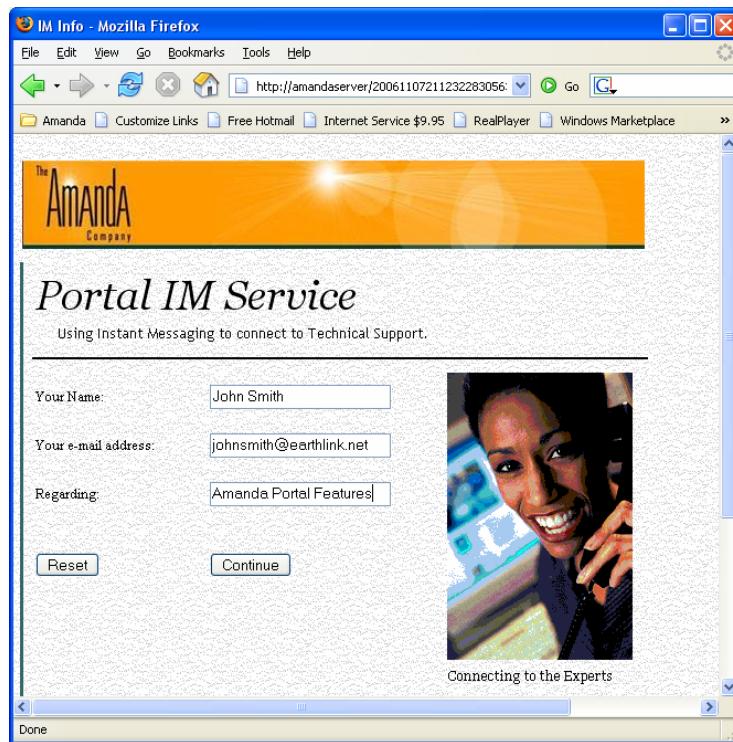 IM Info - Mozilla Firefox
File Edit View Go Bookmarks Tools Help
http://amandaserver/20061107211232283056: Go G
Amanda Customize Links Free Hotmail Internet Service $9.95 RealPlayer Windows Marketplace »
The
Amanda
Company
Portal IM Service
Using Instant Messaging to connect to Technical Support.
Your Name: John Smith
Your e-mail address: johnsmith@earthlink.net
Regarding: Amanda Portal Features
Reset Continue
Connecting to the Experts
Done